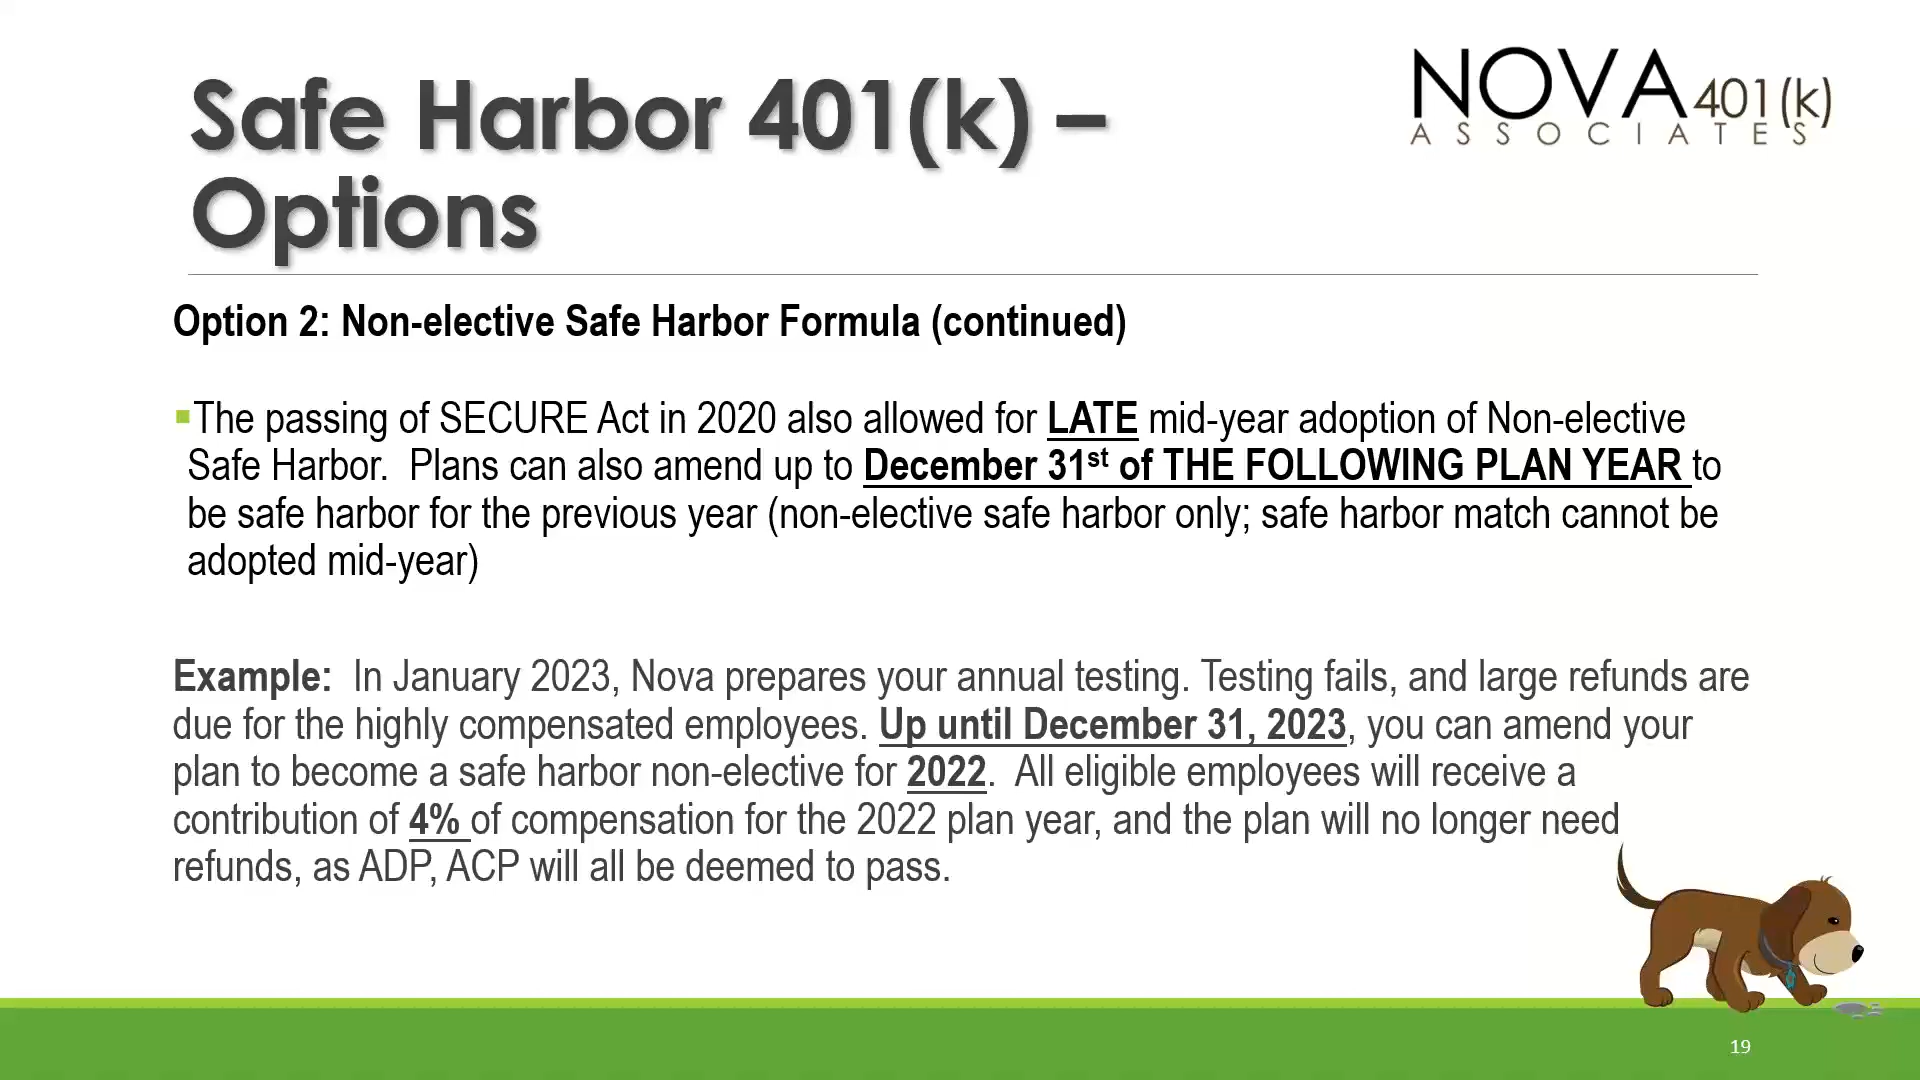 Safe Harbor 401(k) –
Options
NOVA 401(k)
ASSOCIATES
Option 2: Non-elective Safe Harbor Formula (continued)
▪The passing of SECURE Act in 2020 also allowed for LATE mid-year adoption of Non-elective
Safe Harbor.  Plans can also amend up to December 31st of THE FOLLOWING PLAN YEAR to
be safe harbor for the previous year (non-elective safe harbor only; safe harbor match cannot be
adopted mid-year)
Example:  In January 2023, Nova prepares your annual testing. Testing fails, and large refunds are
due for the highly compensated employees. Up until December 31, 2023, you can amend your
plan to become a safe harbor non-elective for 2022.  All eligible employees will receive a
contribution of 4% of compensation for the 2022 plan year, and the plan will no longer need
refunds, as ADP, ACP will all be deemed to pass.
19